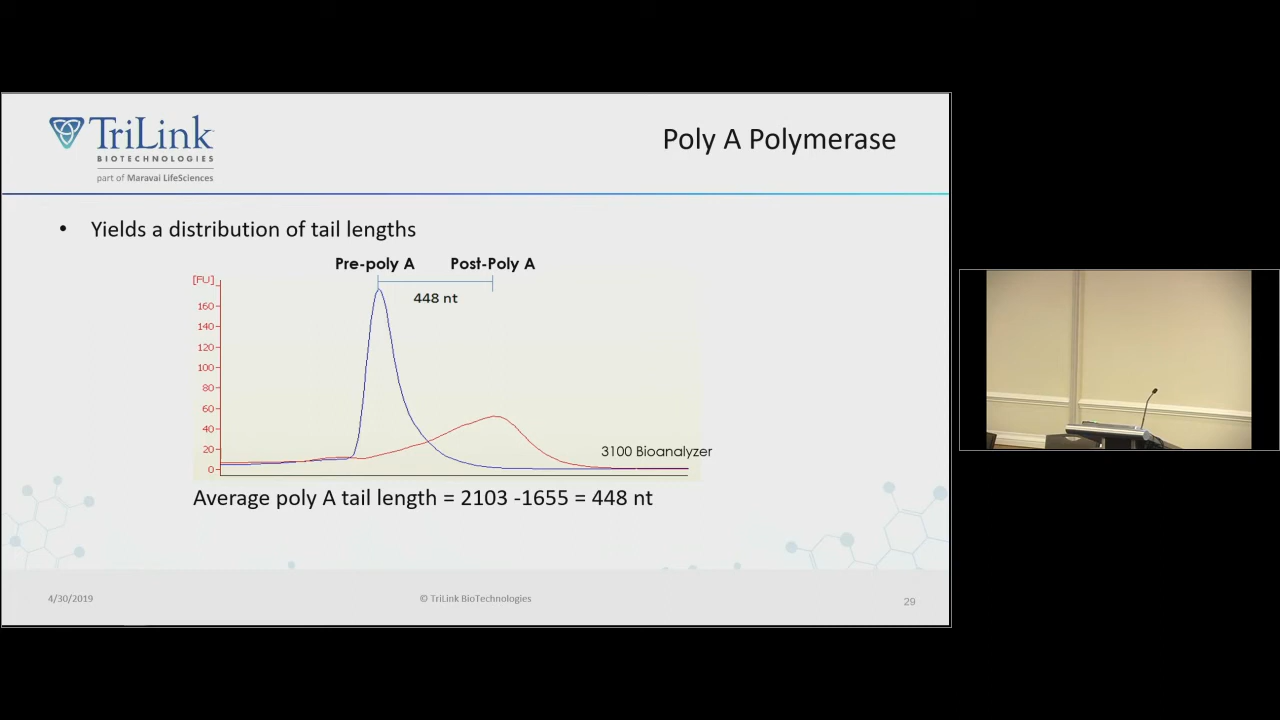 TriLink
BIOTECHNOLOGIES
part of Maravai LifeSciences
Poly A Polymerase
• Yields a distribution of tail lengths
Pre-poly A Post-Poly A
448 nt
[FU]
160
140
120
100
80
60
40
20
0
3100 Bioanalyzer
Average poly A tail length = 2103 -1655 = 448 nt
4/30/2019 © TriLink BioTechnologies 29